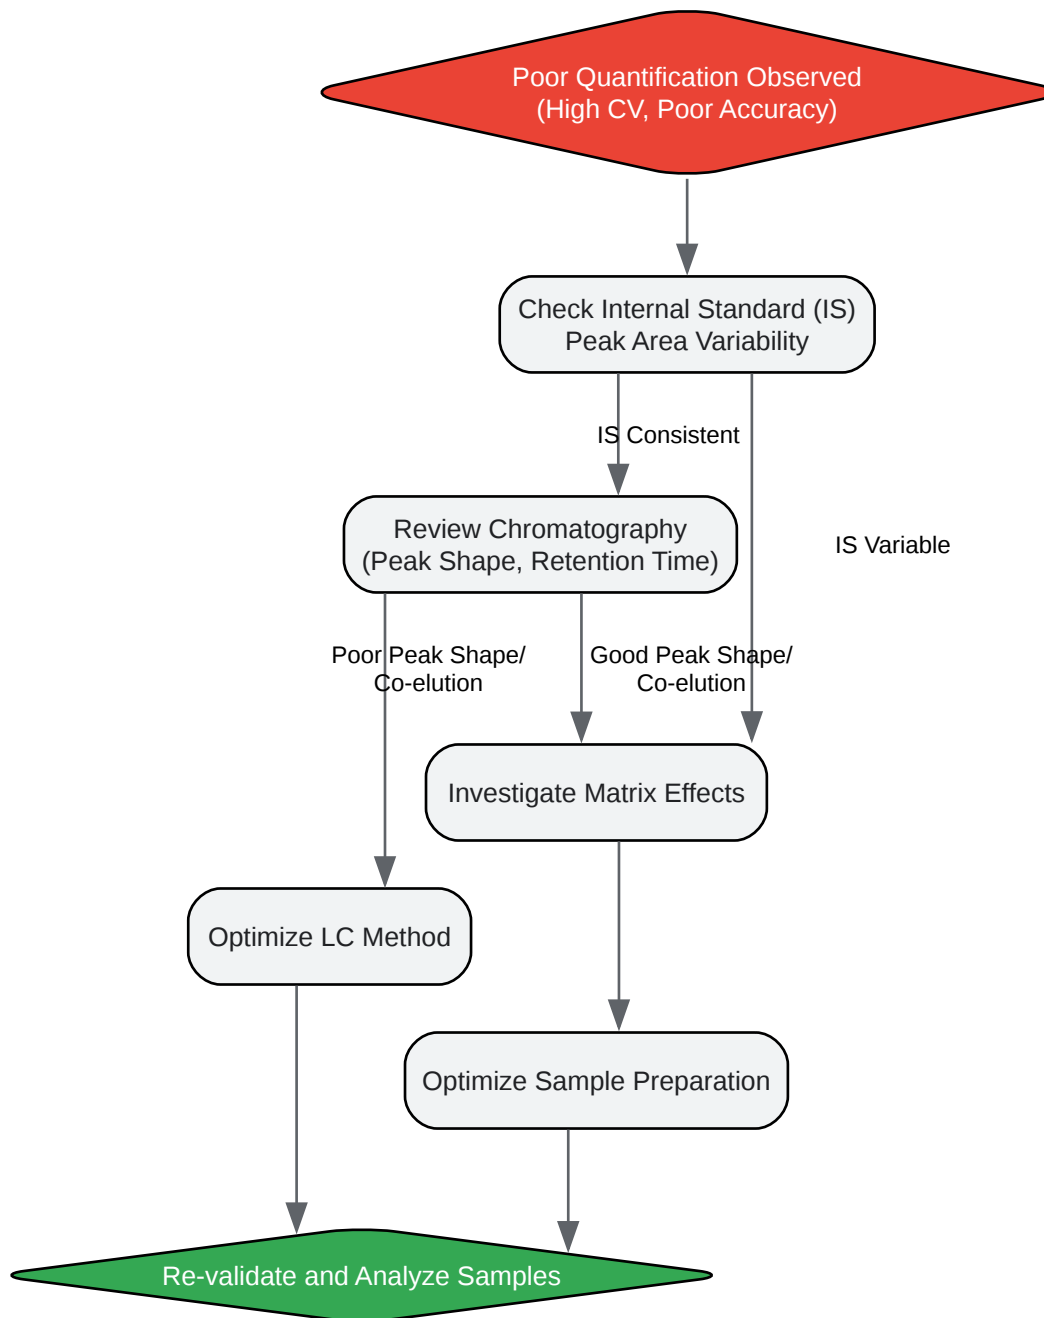 Poor Quantification Observed
(High CV, Poor Accuracy)
Check Internal Standard (IS)
Peak Area Variability
IS Consistent
Review Chromatography
(Peak Shape, Retention Time)
IS Variable
Poor Peak Shape/
Co-elution
Good Peak Shape/
Co-elution
Investigate Matrix Effects
Optimize LC Method
Optimize Sample Preparation
Re-validate and Analyze Samples